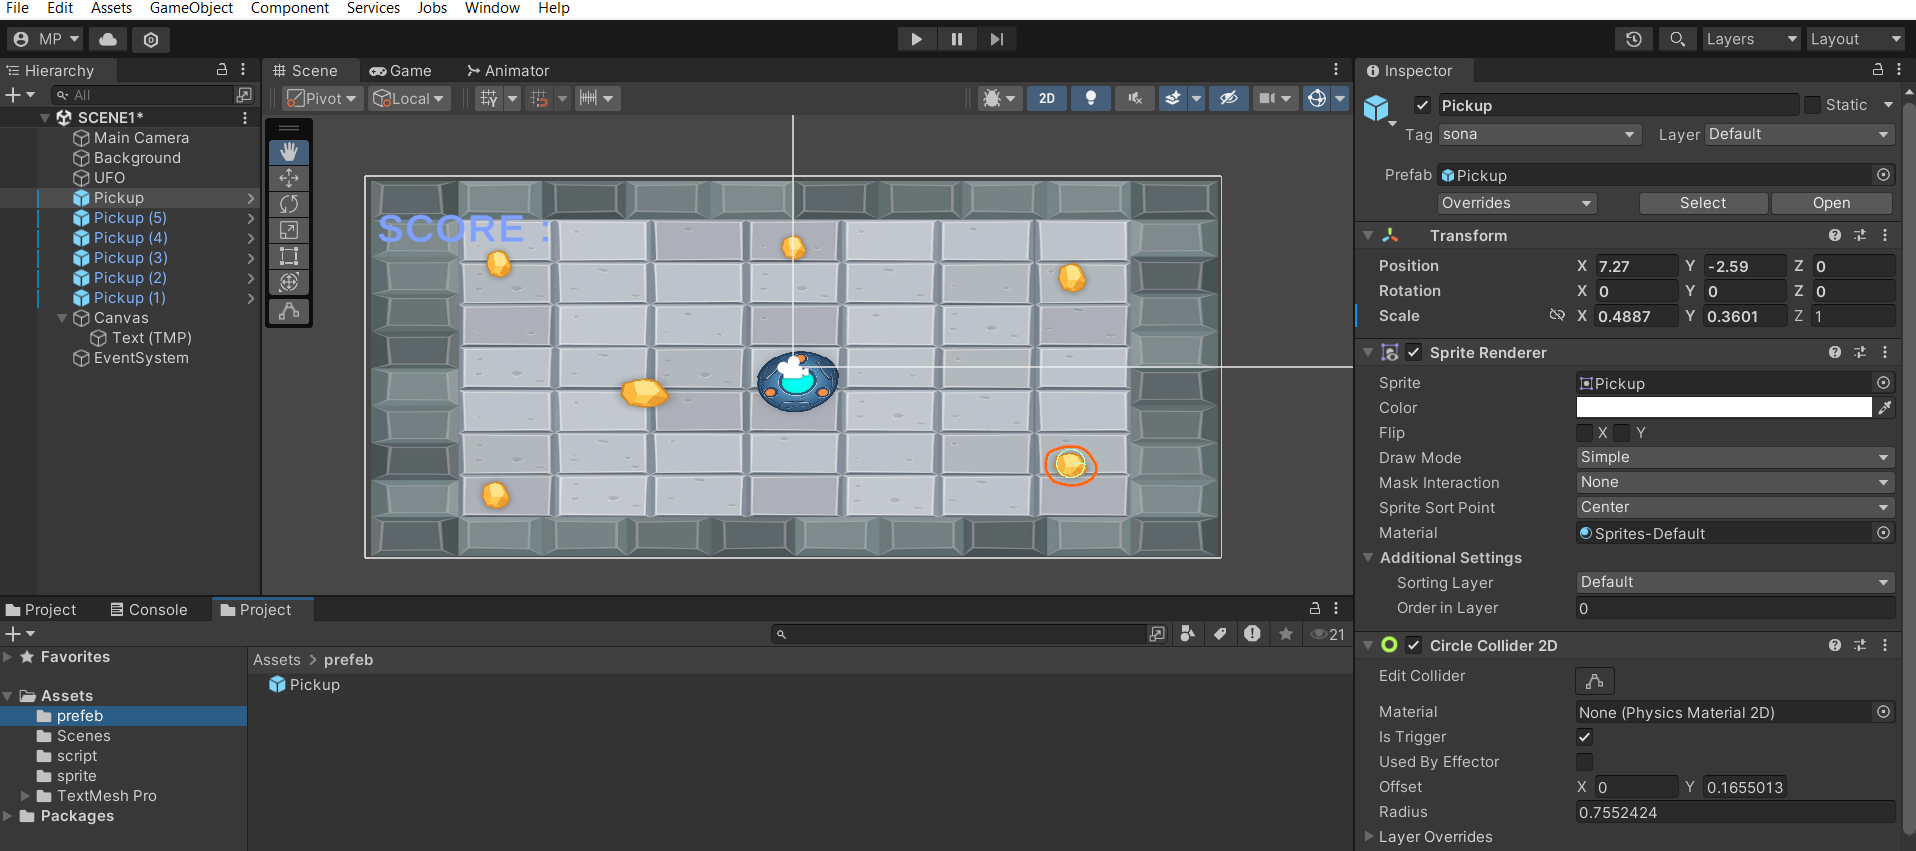 File Edit Assets GameObject Component Services Jobs Window Help
MP Layers Layout
Hierarchy
All
SCENE1*
Main Camera
Background
UFO
Pickup
Pickup (5)
Pickup (4)
Pickup (3)
Pickup (2)
Pickup (1)
Canvas
Text (TMP)
EventSystem
Scene Game Animator
Pivot Local 2D
SCORE :
Project Console Project
21
Favorites
Assets
prefeb
Scenes
script
sprite
TextMesh Pro
Packages
Assets > prefeb
Pickup
Inspector
Pickup Static
Tag sona Layer Default
Prefab Pickup
Overrides Select Open
Transform
Position X 7.27 Y -2.59 Z 0
Rotation X 0 Y 0 Z 0
Scale X 0.4887 Y 0.3601 Z 1
Sprite Renderer
Sprite Pickup
Color
Flip X Y
Draw Mode Simple
Mask Interaction None
Sprite Sort Point Center
Material Sprites-Default
Additional Settings
Sorting Layer Default
Order in Layer 0
Circle Collider 2D
Edit Collider
Material None (Physics Material 2D)
Is Trigger
Used By Effector
Offset X 0 Y 0.1655013
Radius 0.7552424
Layer Overrides